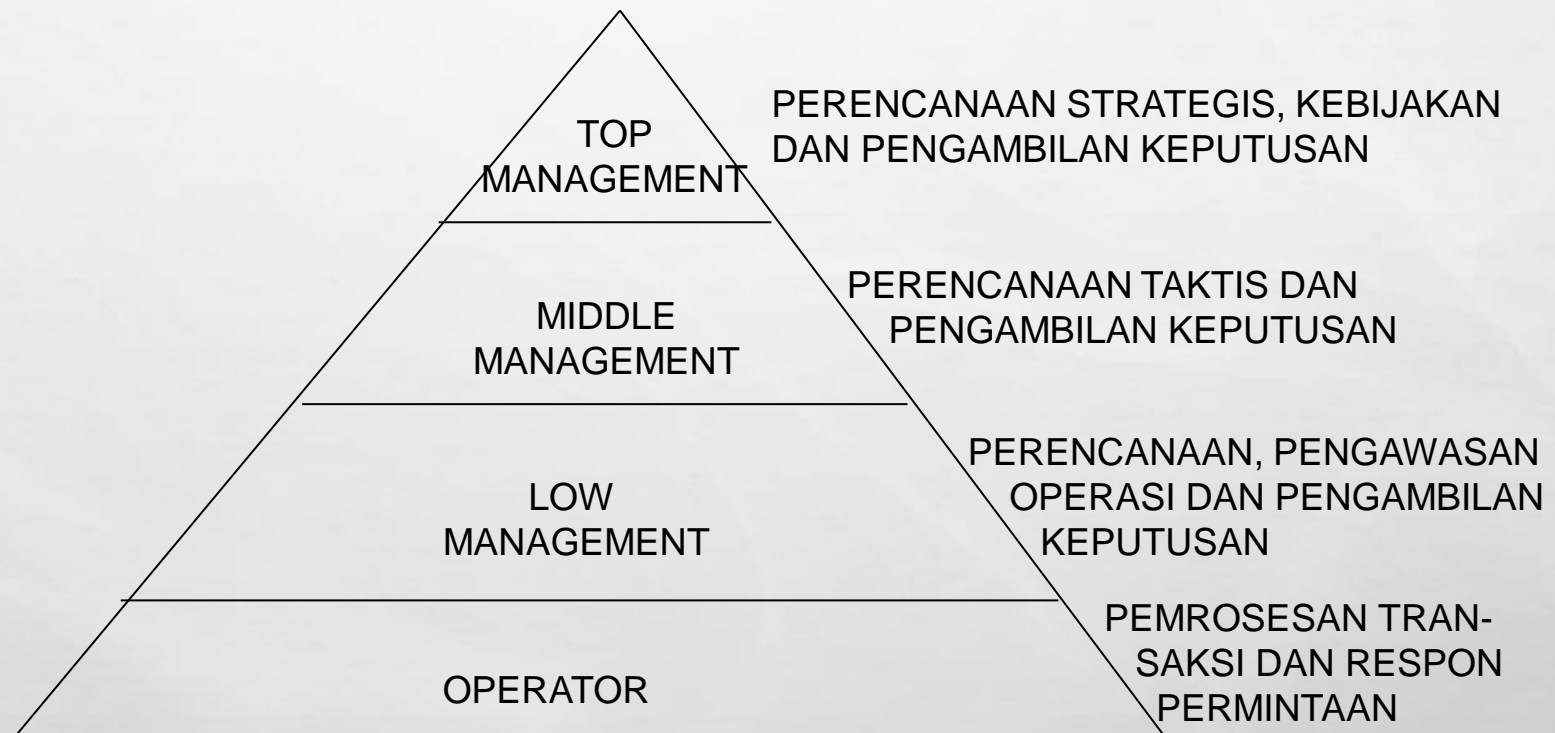 TOP
MANAGEMENT
PERENCANAAN STRATEGIS, KEBIJAKAN
DAN PENGAMBILAN KEPUTUSAN
MIDDLE
MANAGEMENT
PERENCANAAN TAKTIS DAN
PENGAMBILAN KEPUTUSAN
LOW
MANAGEMENT
PERENCANAAN, PENGAWASAN
OPERASI DAN PENGAMBILAN
KEPUTUSAN
OPERATOR
PEMROSESAN TRAN-
SAKSI DAN RESPON
PERMINTAAN